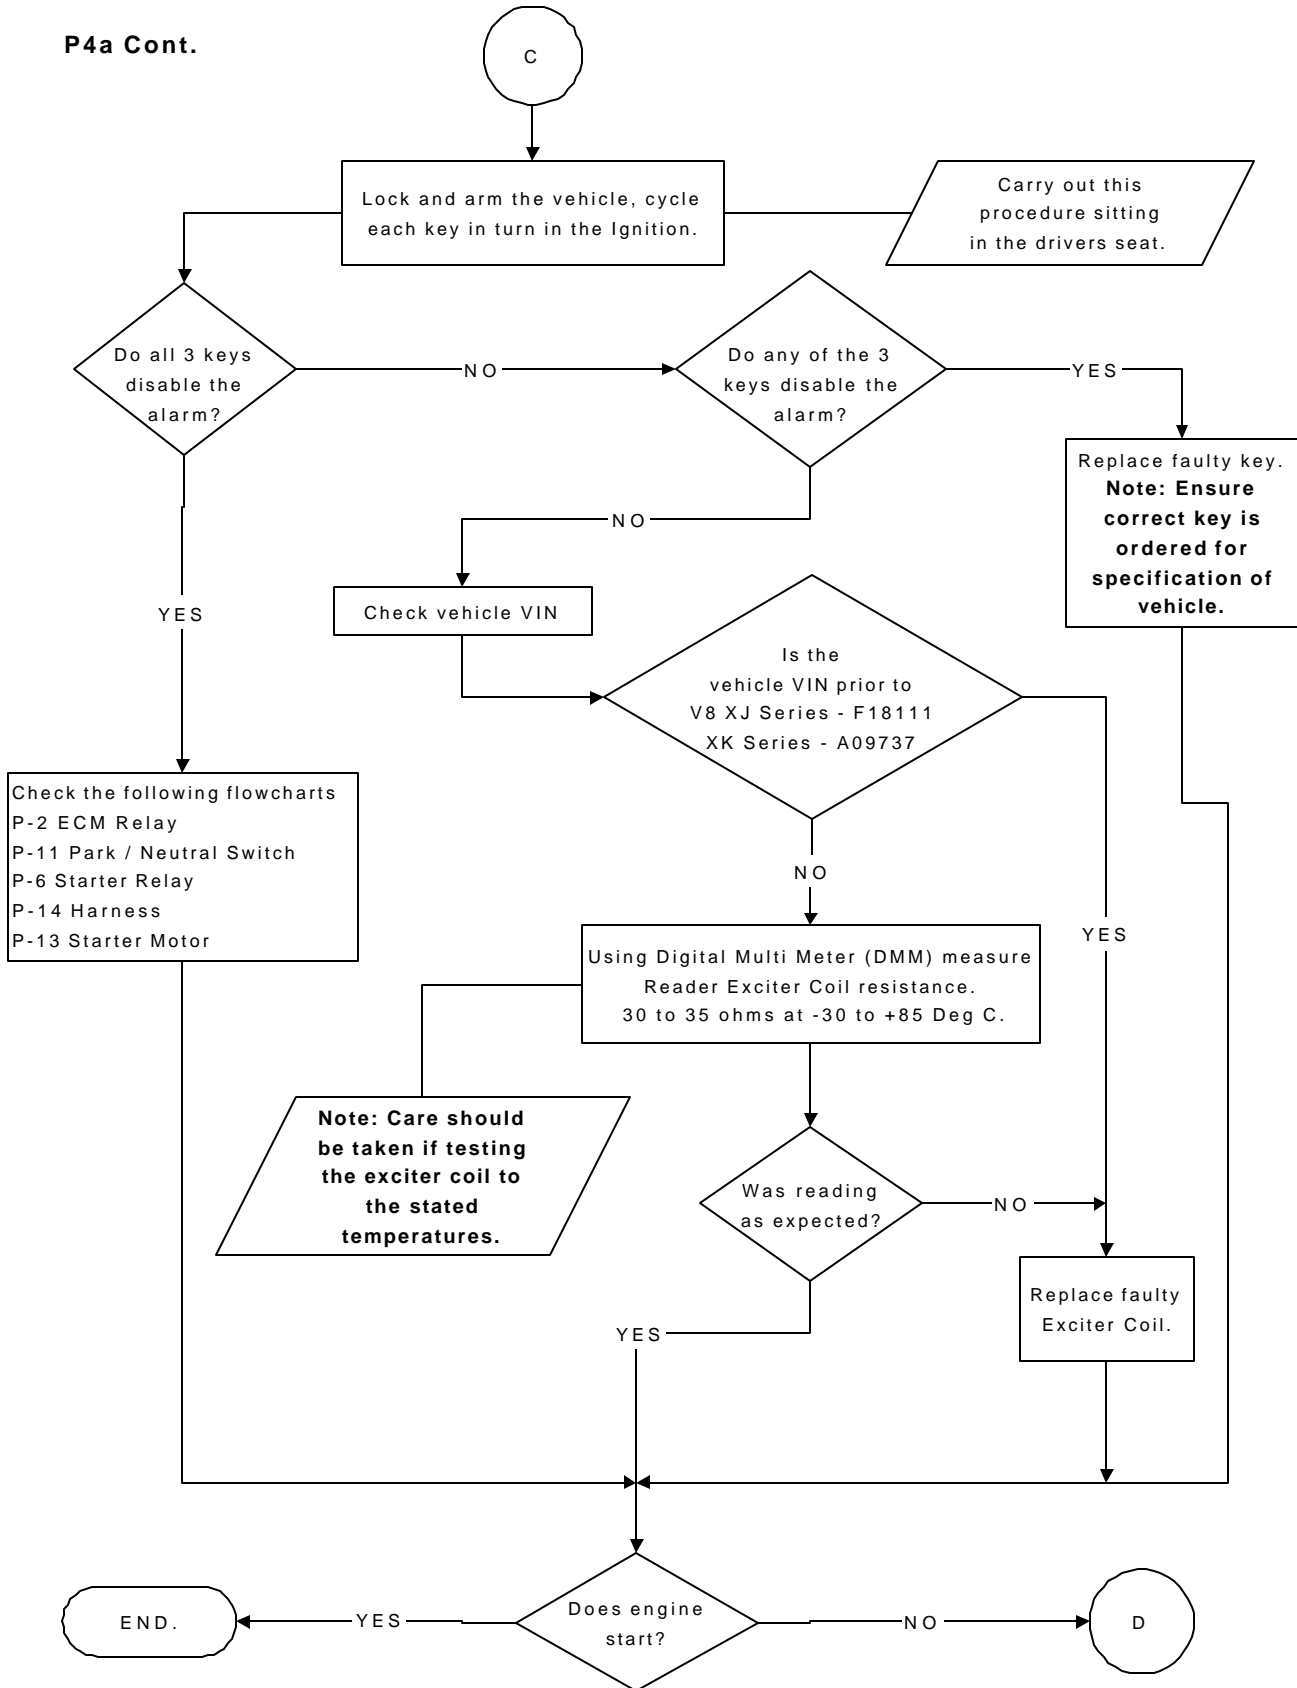 P4a Cont.
C
Lock and arm the vehicle, cycle
each key in turn in the Ignition.
Carry out this
procedure sitting
in the drivers seat.
Do all 3 keys
disable the
alarm?
NO
Do any of the 3
keys disable the
alarm?
YES
Replace faulty key.
Note: Ensure
correct key is
ordered for
specification of
vehicle.
NO
Check vehicle VIN
YES
Is the
vehicle VIN prior to
V8 XJ Series - F18111
XK Series - A09737
Check the following flowcharts
P-2 ECM Relay
P-11 Park / Neutral Switch
P-6 Starter Relay
P-14 Harness
P-13 Starter Motor
NO
YES
Using Digital Multi Meter (DMM) measure
Reader Exciter Coil resistance.
30 to 35 ohms at -30 to +85 Deg C.
Note: Care should
be taken if testing
the exciter coil to
the stated
temperatures.
Was reading
as expected?
NO
Replace faulty
Exciter Coil.
YES
Does engine
start?
YES
END.
NO
D